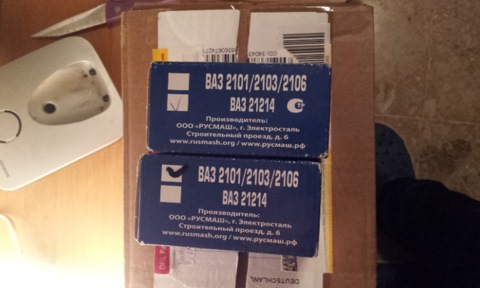 ВАЗ 2101/2103/2106
ВАЗ 21214
Производитель:
ООО «РУСМАШ», г. Электросталь
Строительный проезд, д. 6
www.rusmash.org / www.русмаш.рф
ВАЗ 2101/2103/2106
ВАЗ 21214
Производитель:
ООО «РУСМАШ», г. Электросталь
Строительный проезд, д. 6
www.rusmash.org / www.русмаш.рф
DEUTSCHLAN